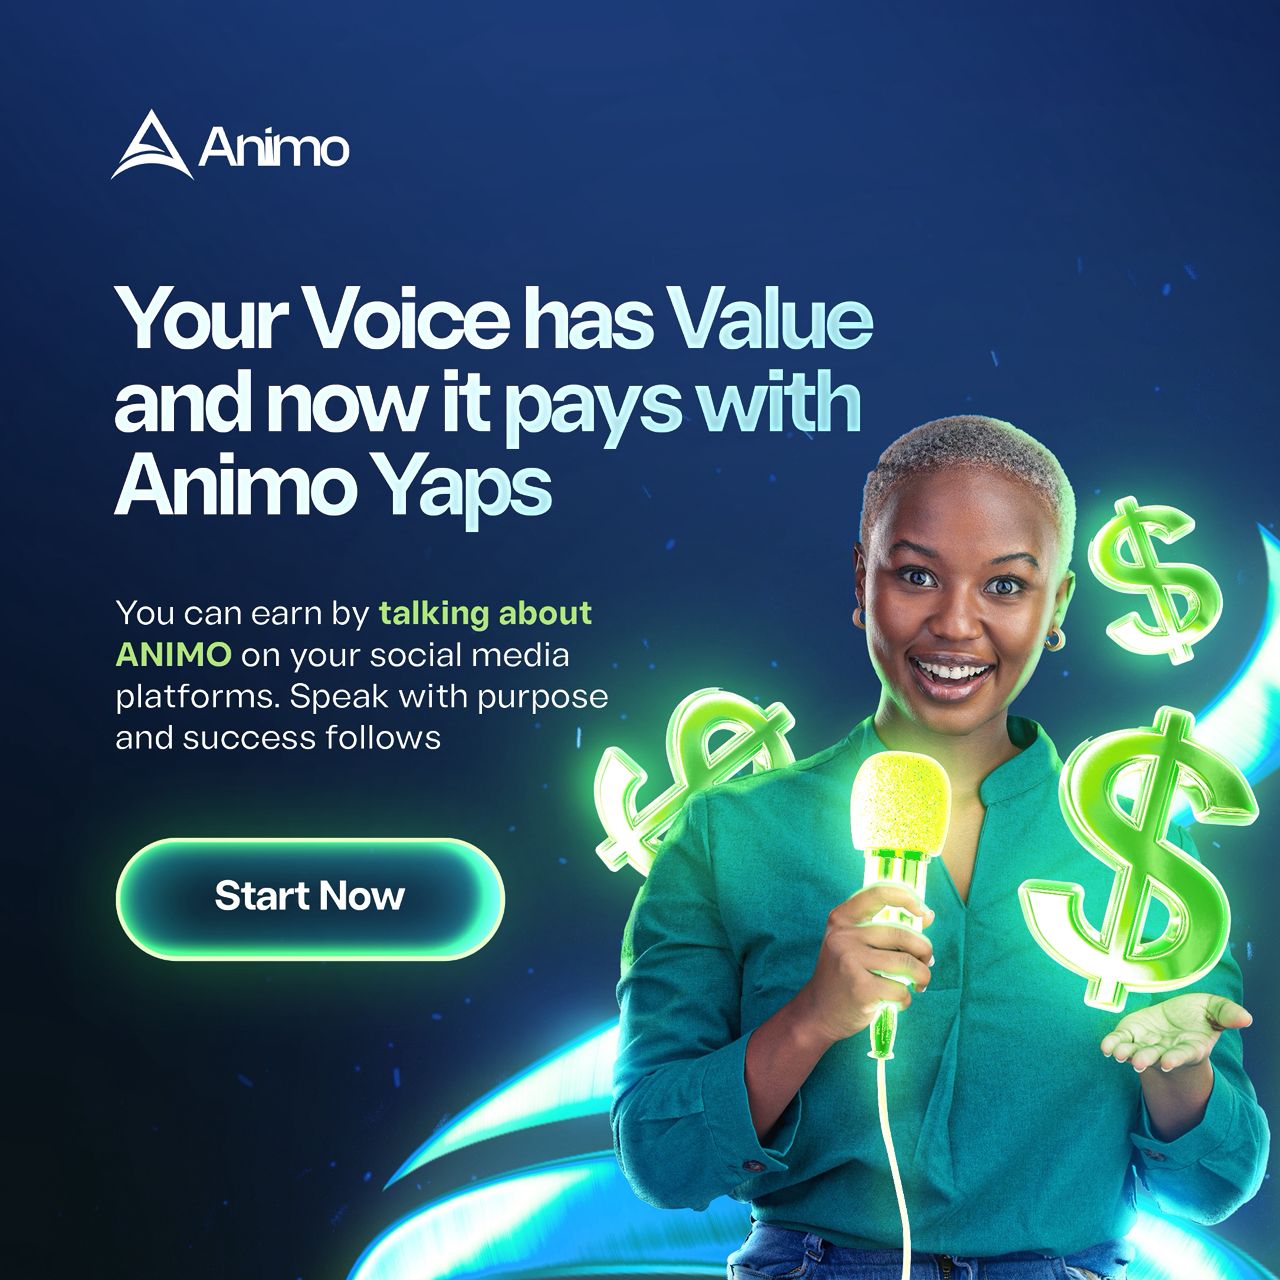 Animo
Your Voice has Value
and now it pays with
Animo Yaps
You can earn by talking about
ANIMO on your social media
platforms. Speak with purpose
and success follows
Start Now